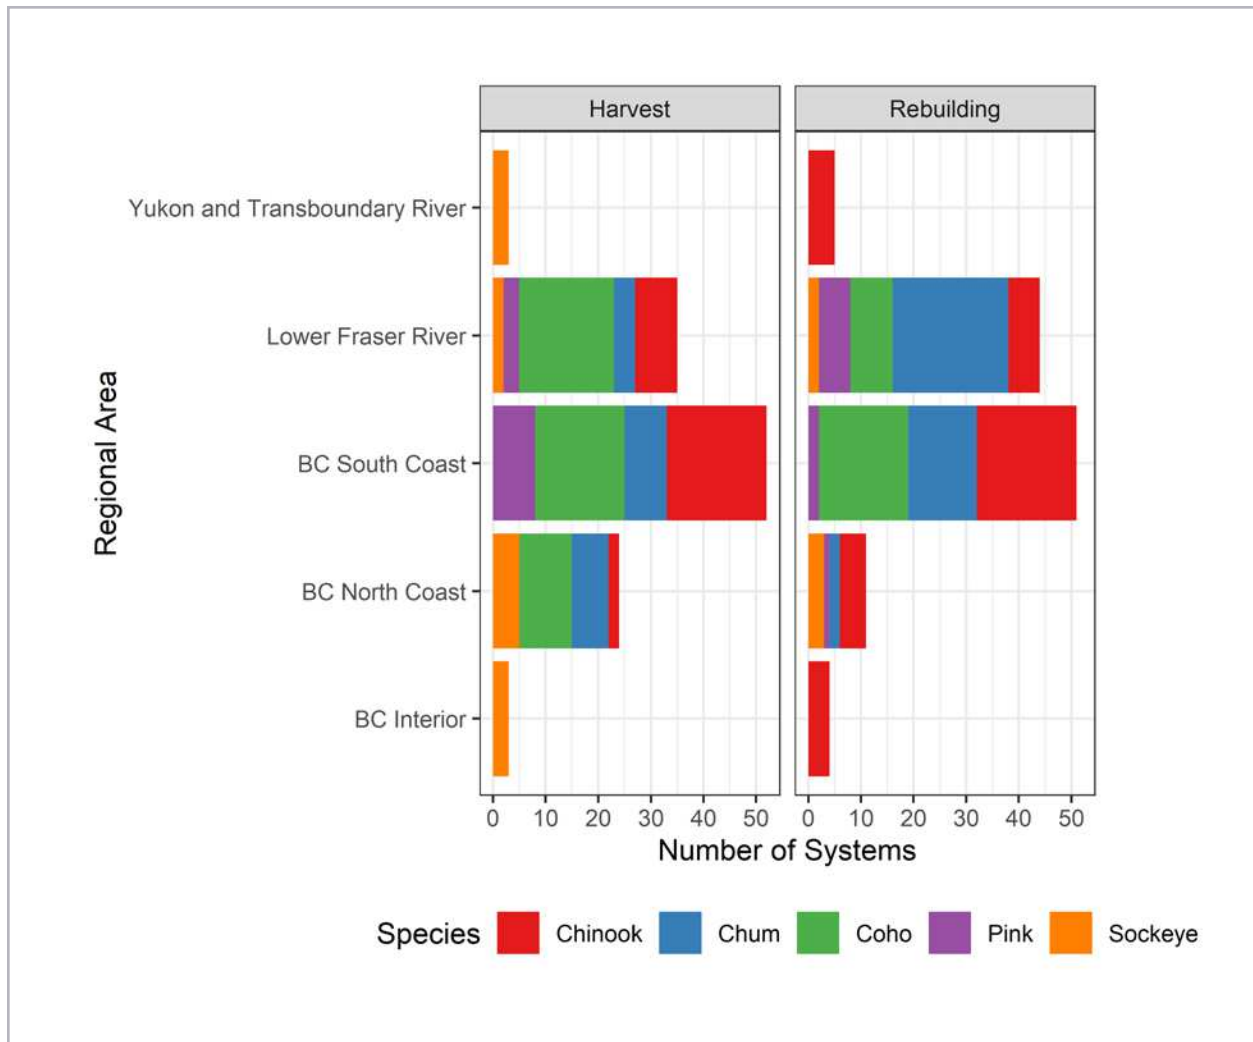 Harvest Rebuilding
Yukon and Transboundary River
Lower Fraser River
BC South Coast
BC North Coast
BC Interior
Regional Area
0 10 20 30 40 50 0 10 20 30 40 50
Number of Systems
Species Chinook Chum Coho Pink Sockeye